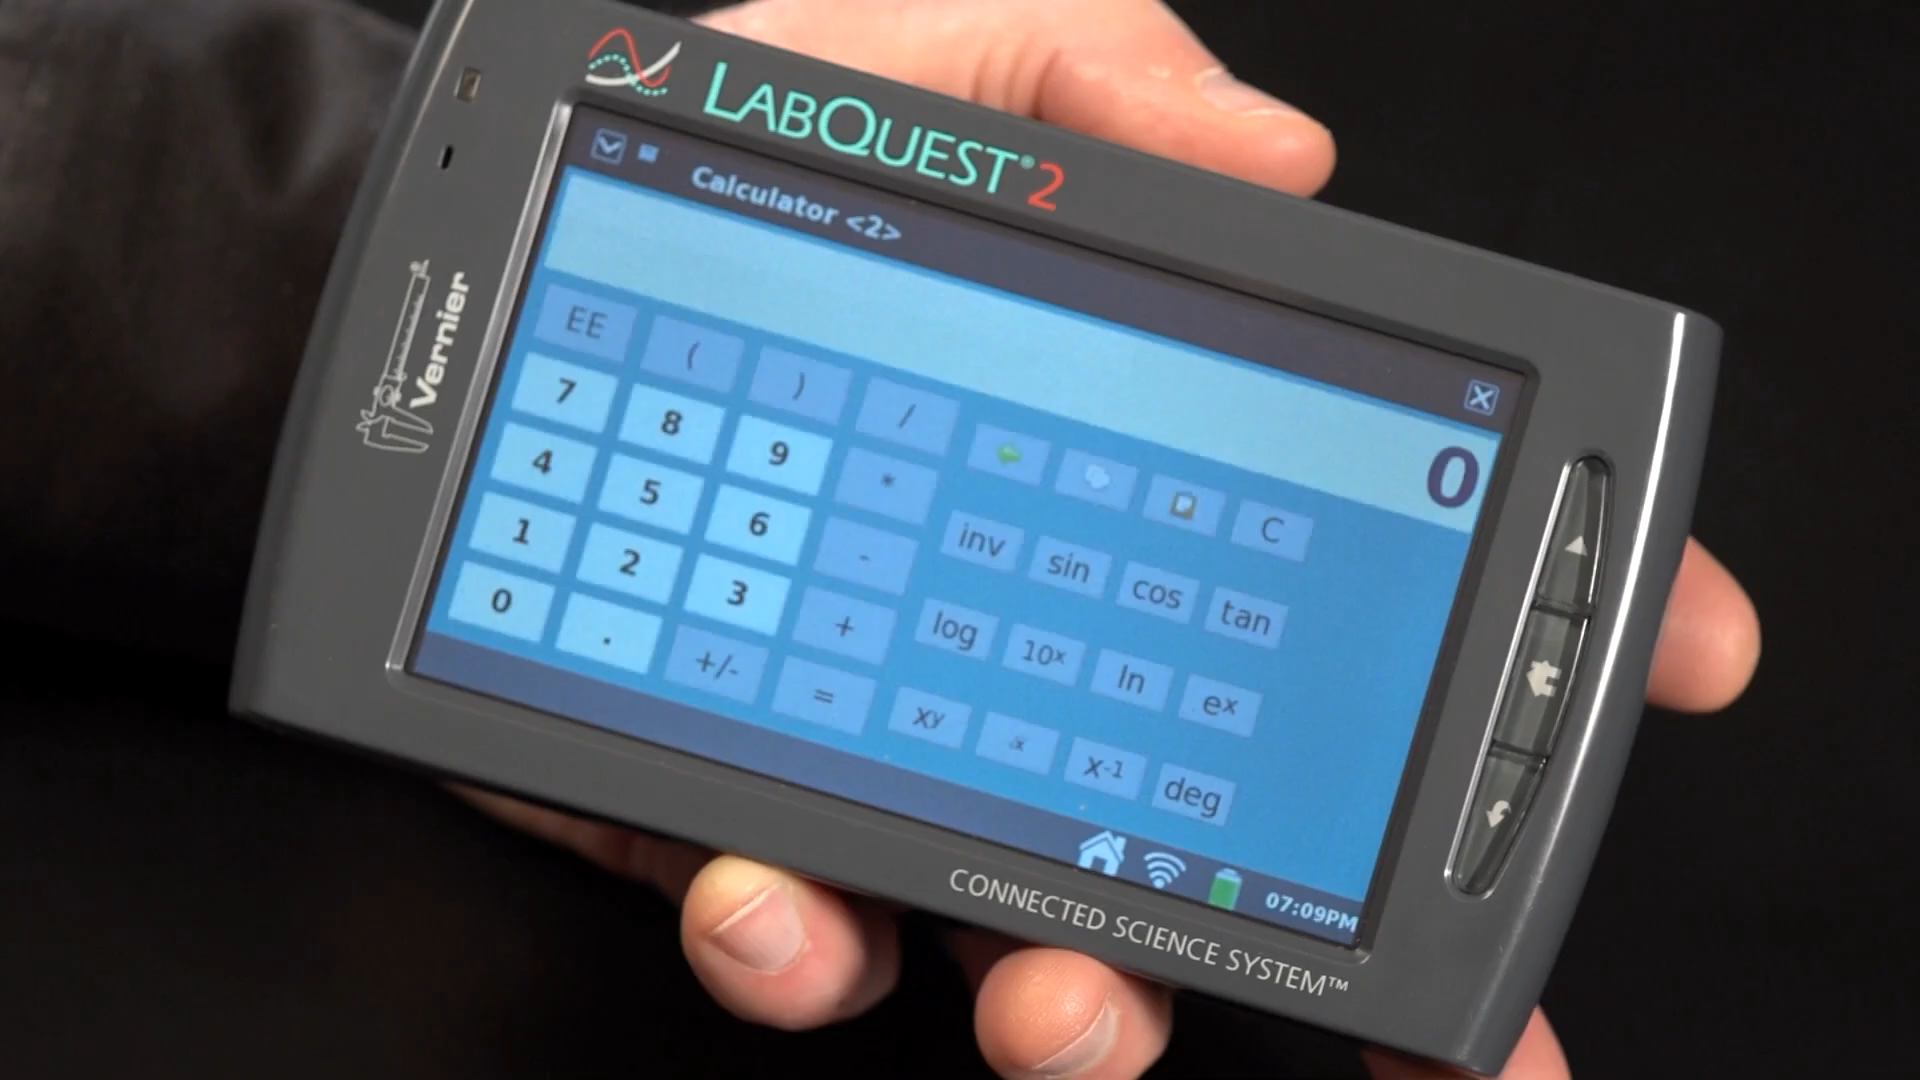 LABQUEST®2
Vernier
Calculator <2>
0
EE ( ) /
7 8 9 * C
4 5 6 - inv sin cos tan
1 2 3 + log 10x ln ex
0 . +/- = xy x-1 deg
07:09PM
CONNECTED SCIENCE SYSTEM™